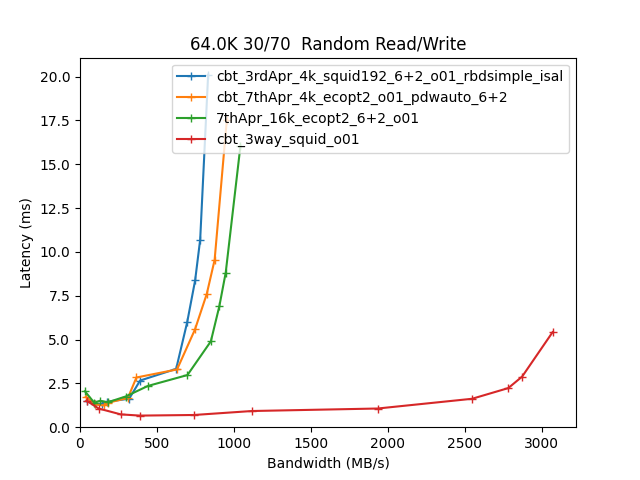 64.0K 30/70 Random Read/Write
cbt_3rdApr_4k_squid192_6+2_o01_rbdsimple_isal
cbt_7thApr_4k_ecopt2_o01_pdwauto_6+2
7thApr_16k_ecopt2_6+2_o01
cbt_3way_squid_o01
Latency (ms)
20.0
17.5
15.0
12.5
10.0
7.5
5.0
2.5
0.0
0 500 1000 1500 2000 2500 3000
Bandwidth (MB/s)